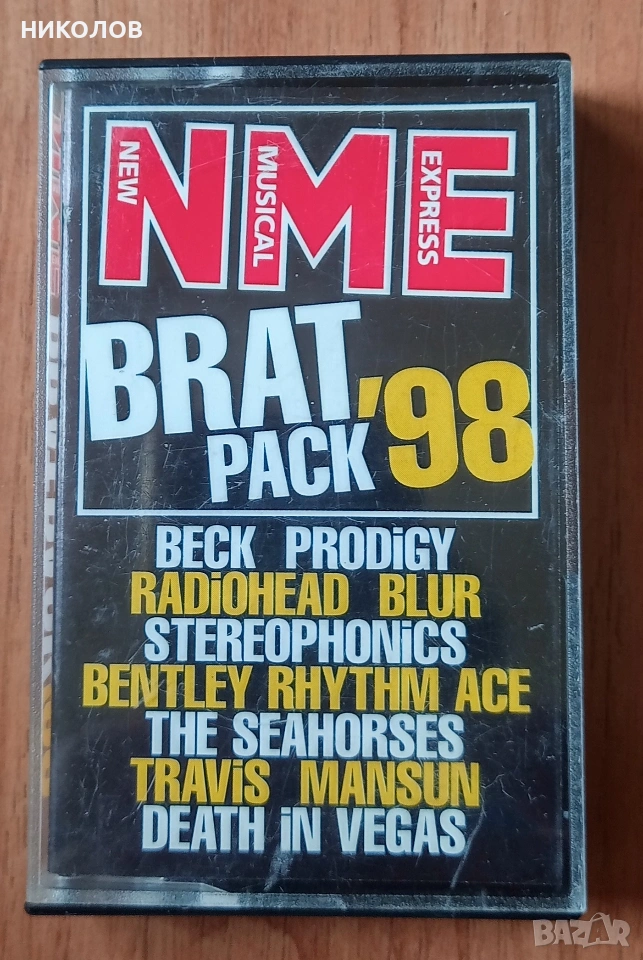 НИКОЛОВ
NME
NEW MUSICAL EXPRESS
BRAT
PACK '98
BECK PRODiGY
RADiOHEAD BLUR
STEREOPHONiCS
BENTLEY RHYTHM ACE
THE SEAHORSES
TRAViS MANSUN
DEATH iN VEGAS
BAZAR